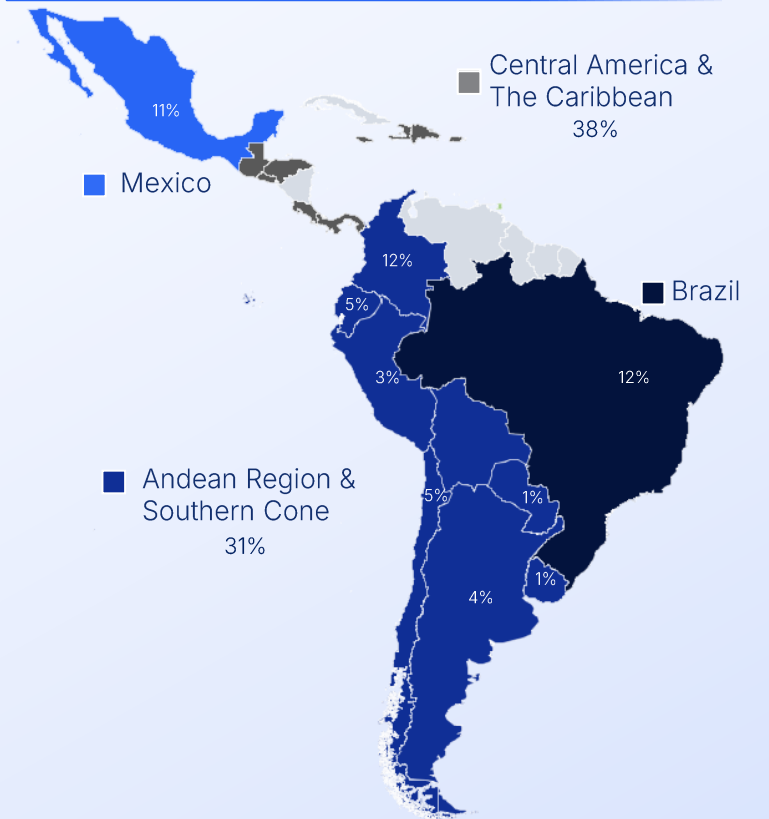 Central America &
The Caribbean
38%
11%
Mexico
12%
5%
Brazil
3%
12%
Andean Region &
Southern Cone
31%
5%
1%
1%
4%